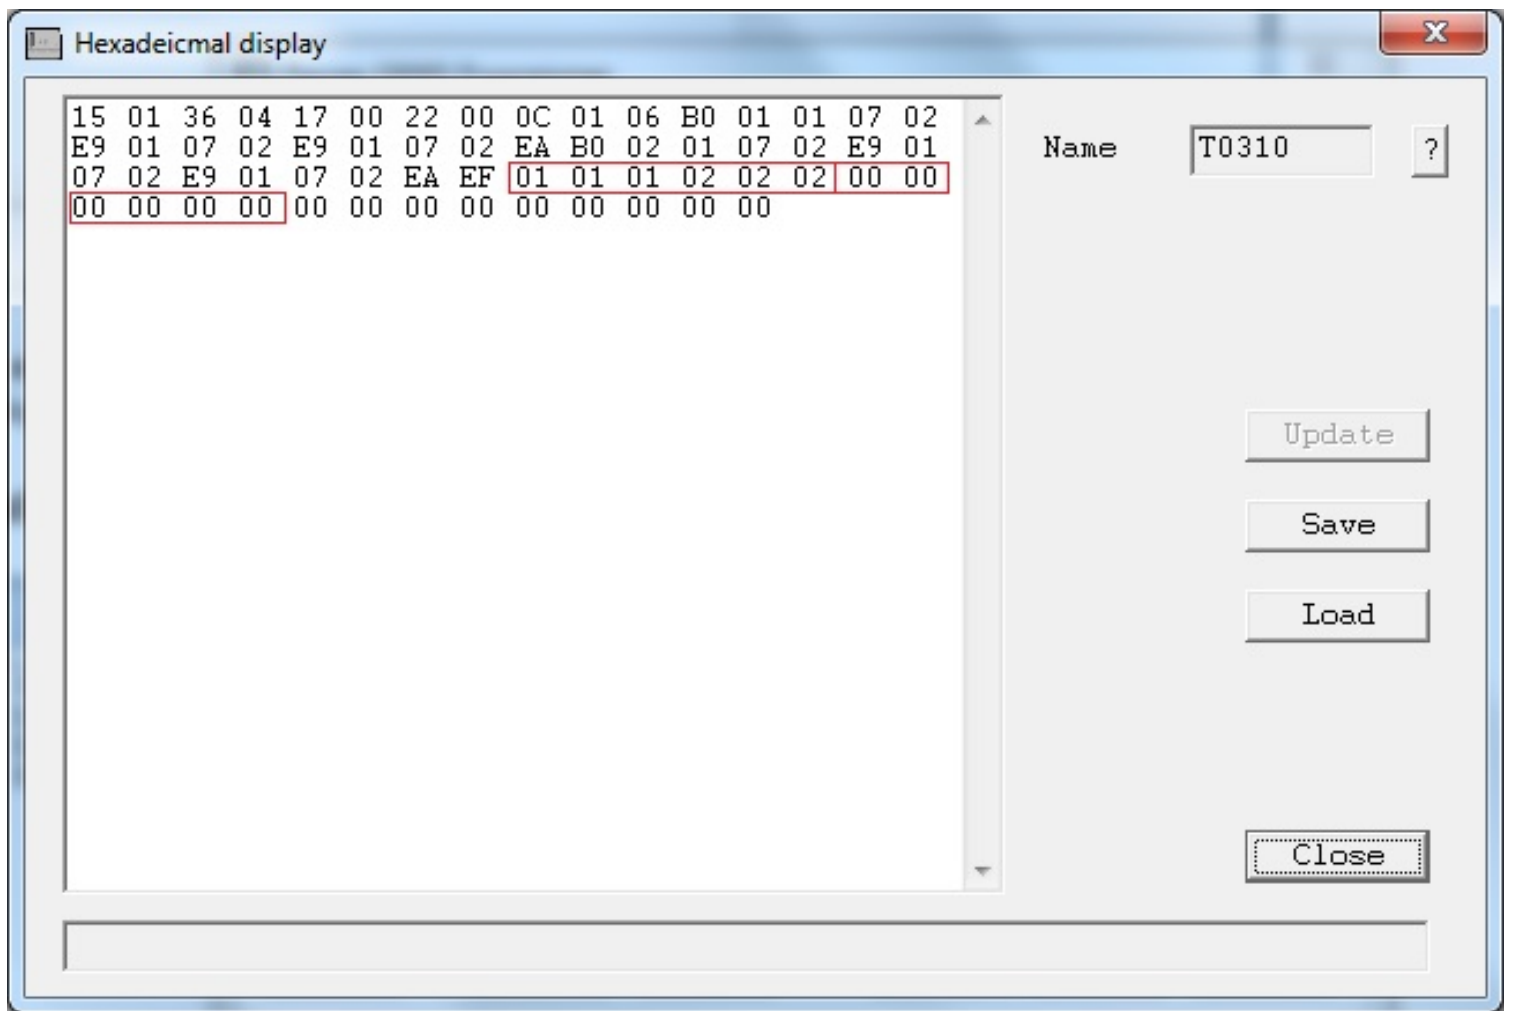 Hexadeicmal display
x
15 01 36 04 17 00 22 00 0C 01 06 B0 01 01 07 02
E9 01 07 02 E9 01 07 02 EA B0 02 01 07 02 E9 01
07 02 E9 01 07 02 EA EF 01 01 01 02 02 02 00 00
00 00 00 00 00 00 00 00 00 00 00 00 00
Name T0310 ?
Update
Save
Load
Close